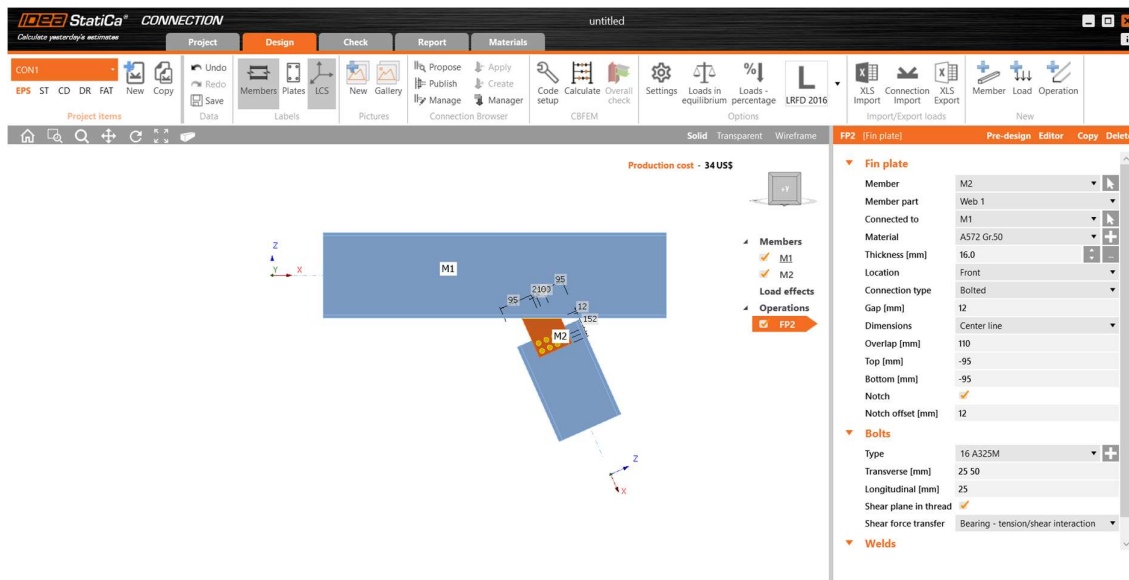 IDEA StatiCa® CONNECTION
untitled
Calculate yesterday's estimates
Project Design Check Report Materials
CON1
EPS ST CD DR FAT
New Copy
Project items
Undo
Redo
Save
Data
Members Plates LCS
Labels
New Gallery
Pictures
Propose Apply
Publish Create
Manage Manager
Connection Browser
Code setup Calculate Overall check
CBFEM
Settings Loads in equilibrium Loads - percentage LRFD 2016
Options
XLS Import Connection Import XLS Export
Import/Export loads
Member Load Operation
New
Solid Transparent Wireframe
FP2 [Fin plate] Pre-design Editor Copy Delete
Production cost - 34 US$
Z
Y X
M1
95
95
12
152
M2
Z
X
Members
M1
M2
Load effects
Operations
FP2
Fin plate
Member M2
Member part Web 1
Connected to M1
Material A572 Gr.50
Thickness [mm] 16.0
Location Front
Connection type Bolted
Gap [mm] 12
Dimensions Center line
Overlap [mm] 110
Top [mm] -95
Bottom [mm] -95
Notch
Notch offset [mm] 12
Bolts
Type 16 A325M
Transverse [mm] 25 50
Longitudinal [mm] 25
Shear plane in thread
Shear force transfer Bearing - tension/shear interaction
Welds